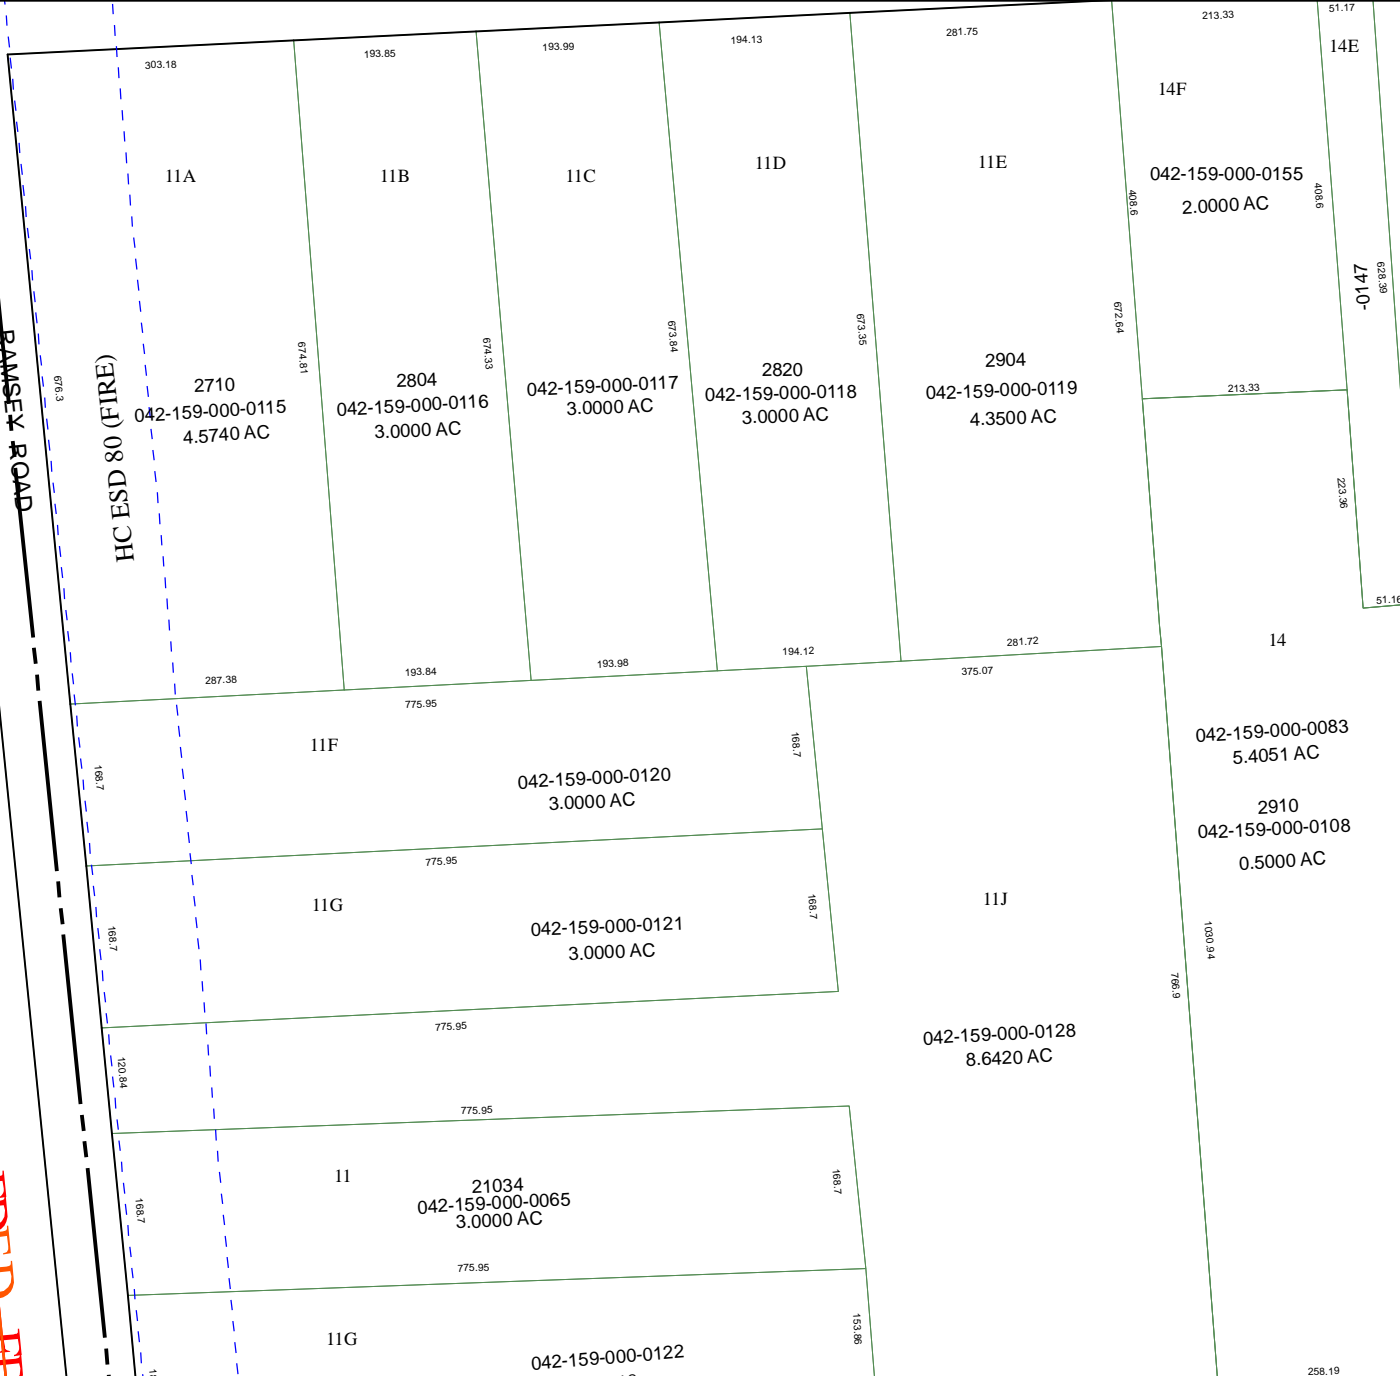 303.18
193.85
193.99
194.13
281.75
213.33
51.17
14E
14F
11A
11B
11C
11D
11E
042-159-000-0155
2.0000 AC
408.6
408.6
-0147
628.39
676.3
674.81
674.33
673.84
673.35
672.64
RAMSEY ROAD
HC ESD 80 (FIRE)
2710
042-159-000-0115
4.5740 AC
2804
042-159-000-0116
3.0000 AC
042-159-000-0117
3.0000 AC
2820
042-159-000-0118
3.0000 AC
2904
042-159-000-0119
4.3500 AC
213.33
223.36
51.16
287.38
193.84
193.98
194.12
281.72
14
775.95
375.07
11F
168.7
168.7
042-159-000-0120
3.0000 AC
042-159-000-0083
5.4051 AC
2910
042-159-000-0108
0.5000 AC
775.95
11G
168.7
168.7
042-159-000-0121
3.0000 AC
11J
1030.94
766.9
775.95
042-159-000-0128
8.6420 AC
120.84
775.95
11
21034
042-159-000-0065
3.0000 AC
168.7
168.7
775.95
11G
042-159-000-0122
153.86
258.19